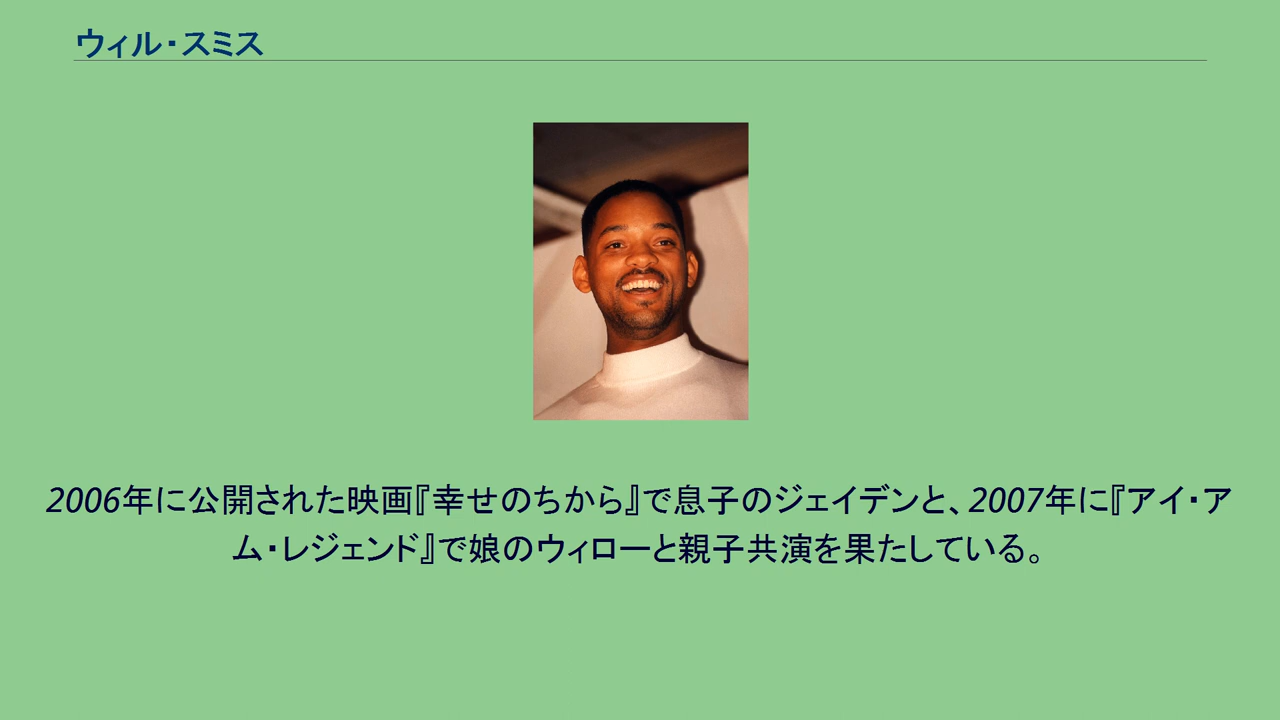 ウィル・スミス
2006年に公開された映画『幸せのちから』で息子のジェイデンと、2007年に『アイ・ア
ム・レジェンド』で娘のウィローと親子共演を果たしている。